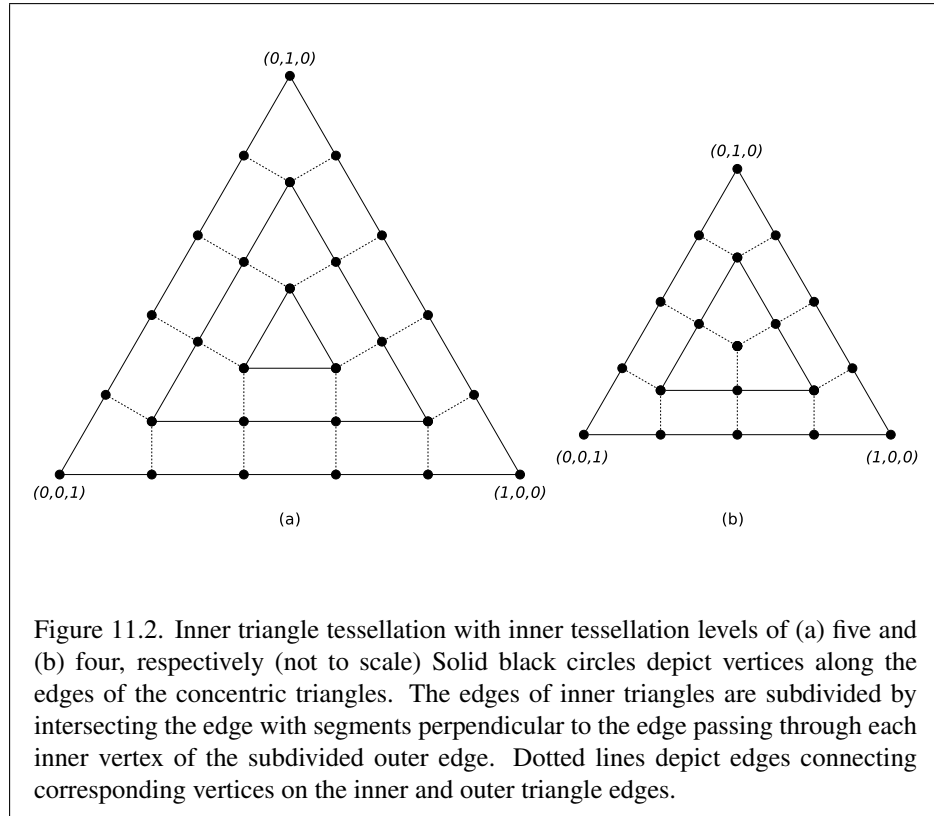 (0,1,0)
(0,1,0)
(0,0,1)
(1,0,0)
(0,0,1)
(1,0,0)
(a)
(b)
Figure 11.2. Inner triangle tessellation with inner tessellation levels of (a) five and
(b) four, respectively (not to scale) Solid black circles depict vertices along the
edges of the concentric triangles. The edges of inner triangles are subdivided by
intersecting the edge with segments perpendicular to the edge passing through each
inner vertex of the subdivided outer edge. Dotted lines depict edges connecting
corresponding vertices on the inner and outer triangle edges.